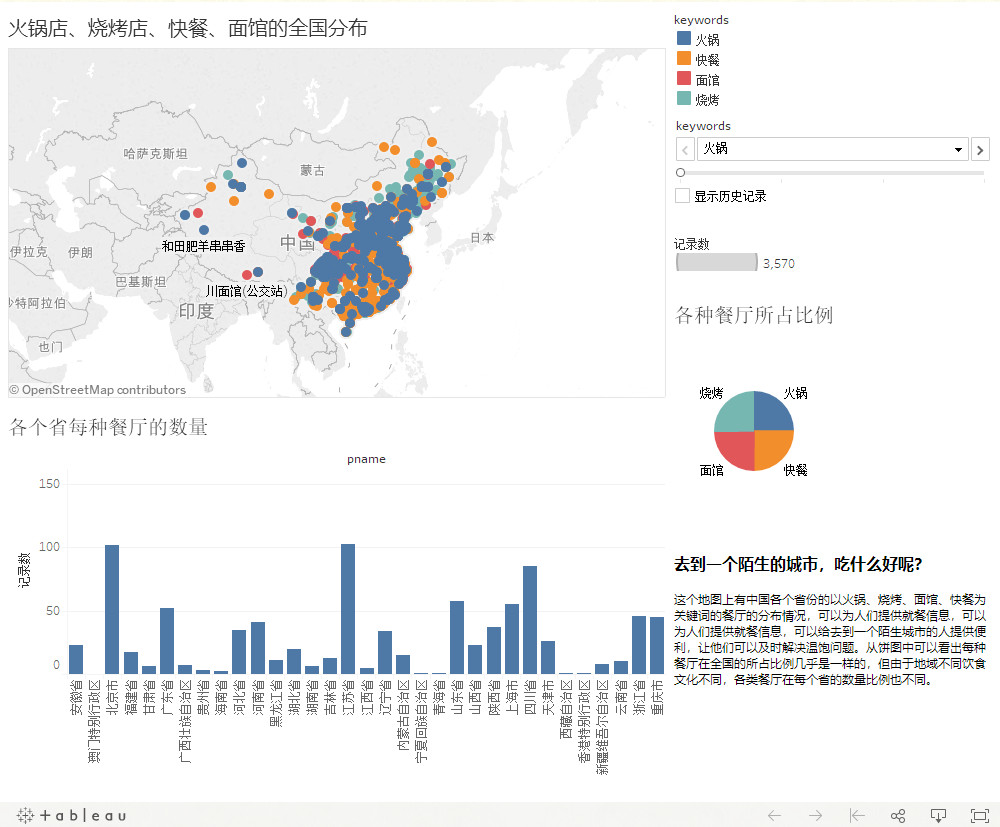 火锅店、烧烤店、快餐、面馆的全国分布
哈萨克斯坦
蒙古
日本
中国
伊拉克
伊朗
和田肥羊串串香
巴基斯坦
川面馆(公交站)
沙特阿拉伯
印度
也门
© OpenStreetMap contributors
keywords
火锅
快餐
面馆
烧烤
keywords
火锅
显示历史记录
记录数
3,570
各种餐厅所占比例
烧烤
火锅
面馆
快餐
各个省每种餐厅的数量
pname
记录数
150
100
50
0
安徽省
澳门特别行政区
北京市
福建省
甘肃省
广东省
广西壮族自治区
贵州省
海南省
河北省
河南省
黑龙江省
湖北省
湖南省
吉林省
江苏省
江西省
辽宁省
内蒙古自治区
宁夏回族自治区
青海省
山东省
山西省
陕西省
上海市
四川省
天津市
西藏自治区
香港特别行政区
新疆维吾尔自治区
云南省
浙江省
重庆市
去到一个陌生的城市，吃什么好呢？
这个地图上有中国各个省份的以火锅、烧烤、面馆、快餐为
关键词的餐厅的分布情况，可以为人们提供就餐信息，可以
为人们提供就餐信息，可以给去到一个陌生城市的人提供便
利，让他们可以及时解决温饱问题。从饼图中可以看出每种
餐厅在全国的所占比例几乎是一样的，但由于地域不同饮食
文化不同，各类餐厅在每个省的数量比例也不同。
+ableau